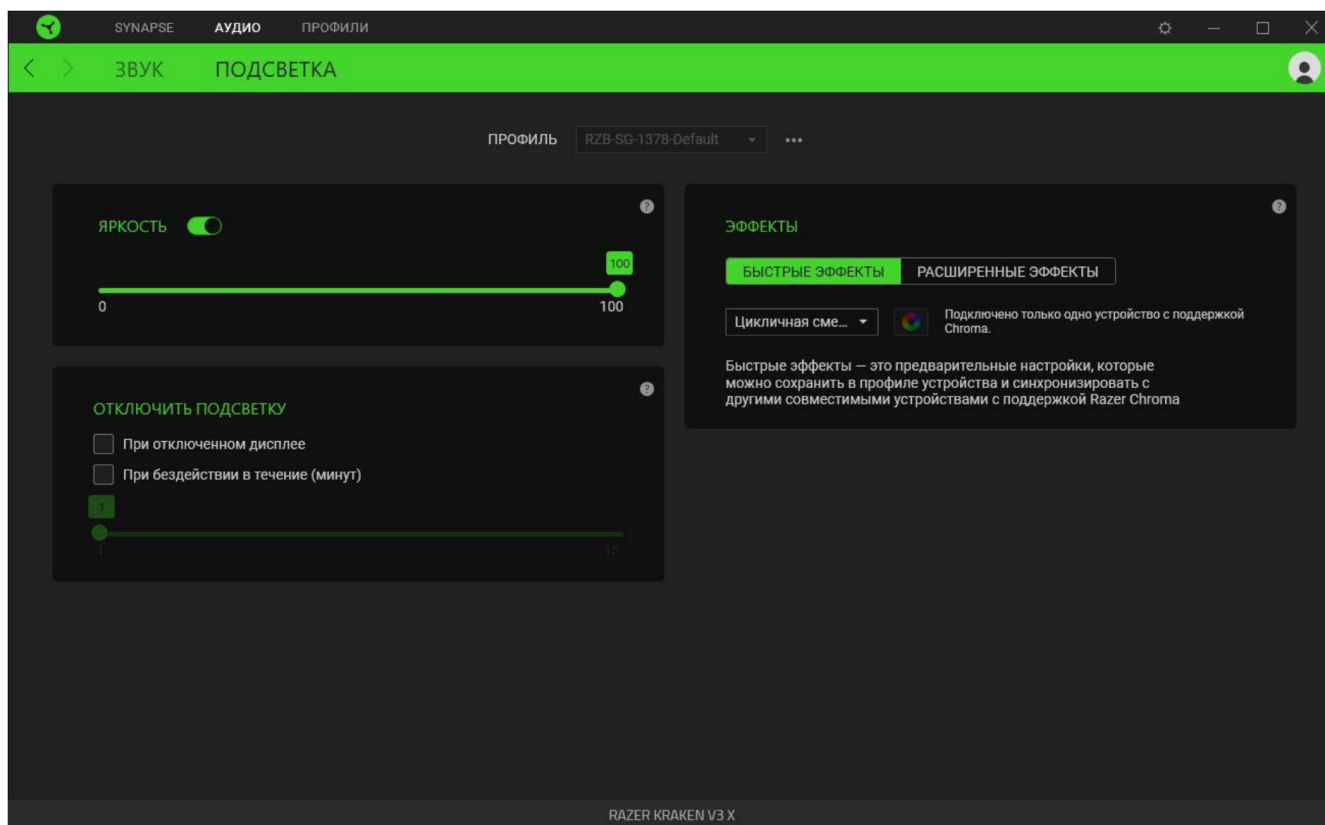 SYNAPSE АУДИО ПРОФИЛИ
ЗВУК ПОДСВЕТКА
ПРОФИЛЬ RZB-SG-1378-Default
ЯРКОСТЬ
100
0 100
ОТКЛЮЧИТЬ ПОДСВЕТКУ
При отключенном дисплее
При бездействии в течение (минут)
1
1 15
ЭФФЕКТЫ
БЫСТРЫЕ ЭФФЕКТЫ РАСШИРЕННЫЕ ЭФФЕКТЫ
Цикличная сме...
Подключено только одно устройство с поддержкой
Chroma.
Быстрые эффекты — это предварительные настройки, которые
можно сохранить в профиле устройства и синхронизировать с
другими совместимыми устройствами с поддержкой Razer Chroma
RAZER KRAKEN V3 X